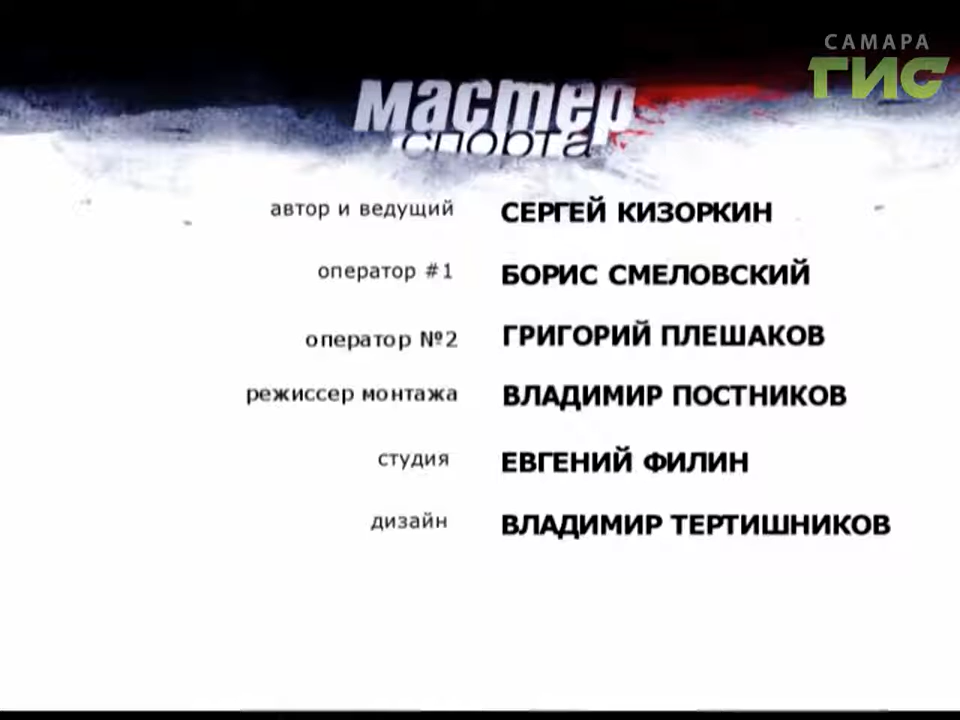 САМАРА
ГИС
мастер
спорта
автор и ведущий СЕРГЕЙ КИЗОРКИН
оператор #1 БОРИС СМЕЛОВСКИЙ
оператор №2 ГРИГОРИЙ ПЛЕШАКОВ
режиссер монтажа ВЛАДИМИР ПОСТНИКОВ
студия ЕВГЕНИЙ ФИЛИН
дизайн ВЛАДИМИР ТЕРТИШНИКОВ